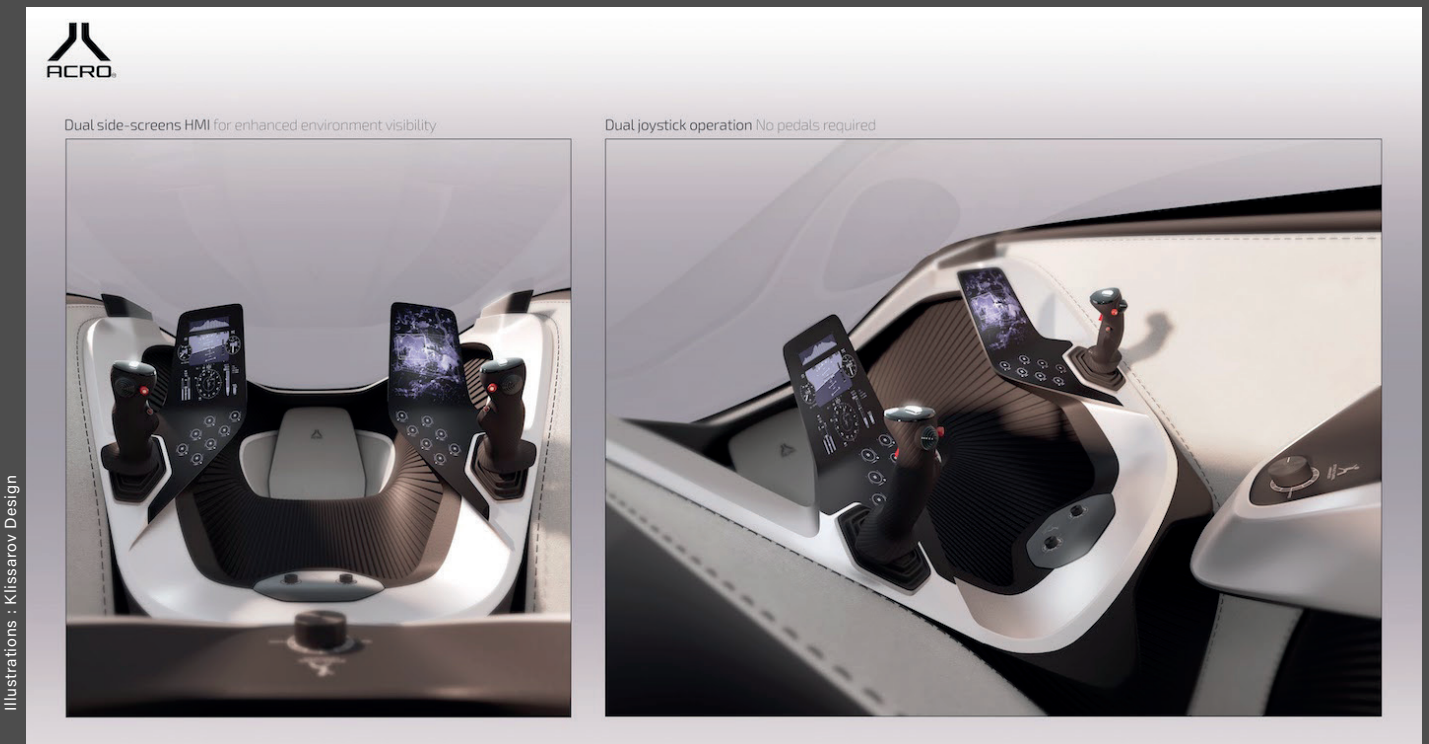 ACRO®
Dual side-screens HMI for enhanced environment visibility
Dual joystick operation No pedals required
Illustrations : Klissarov Design